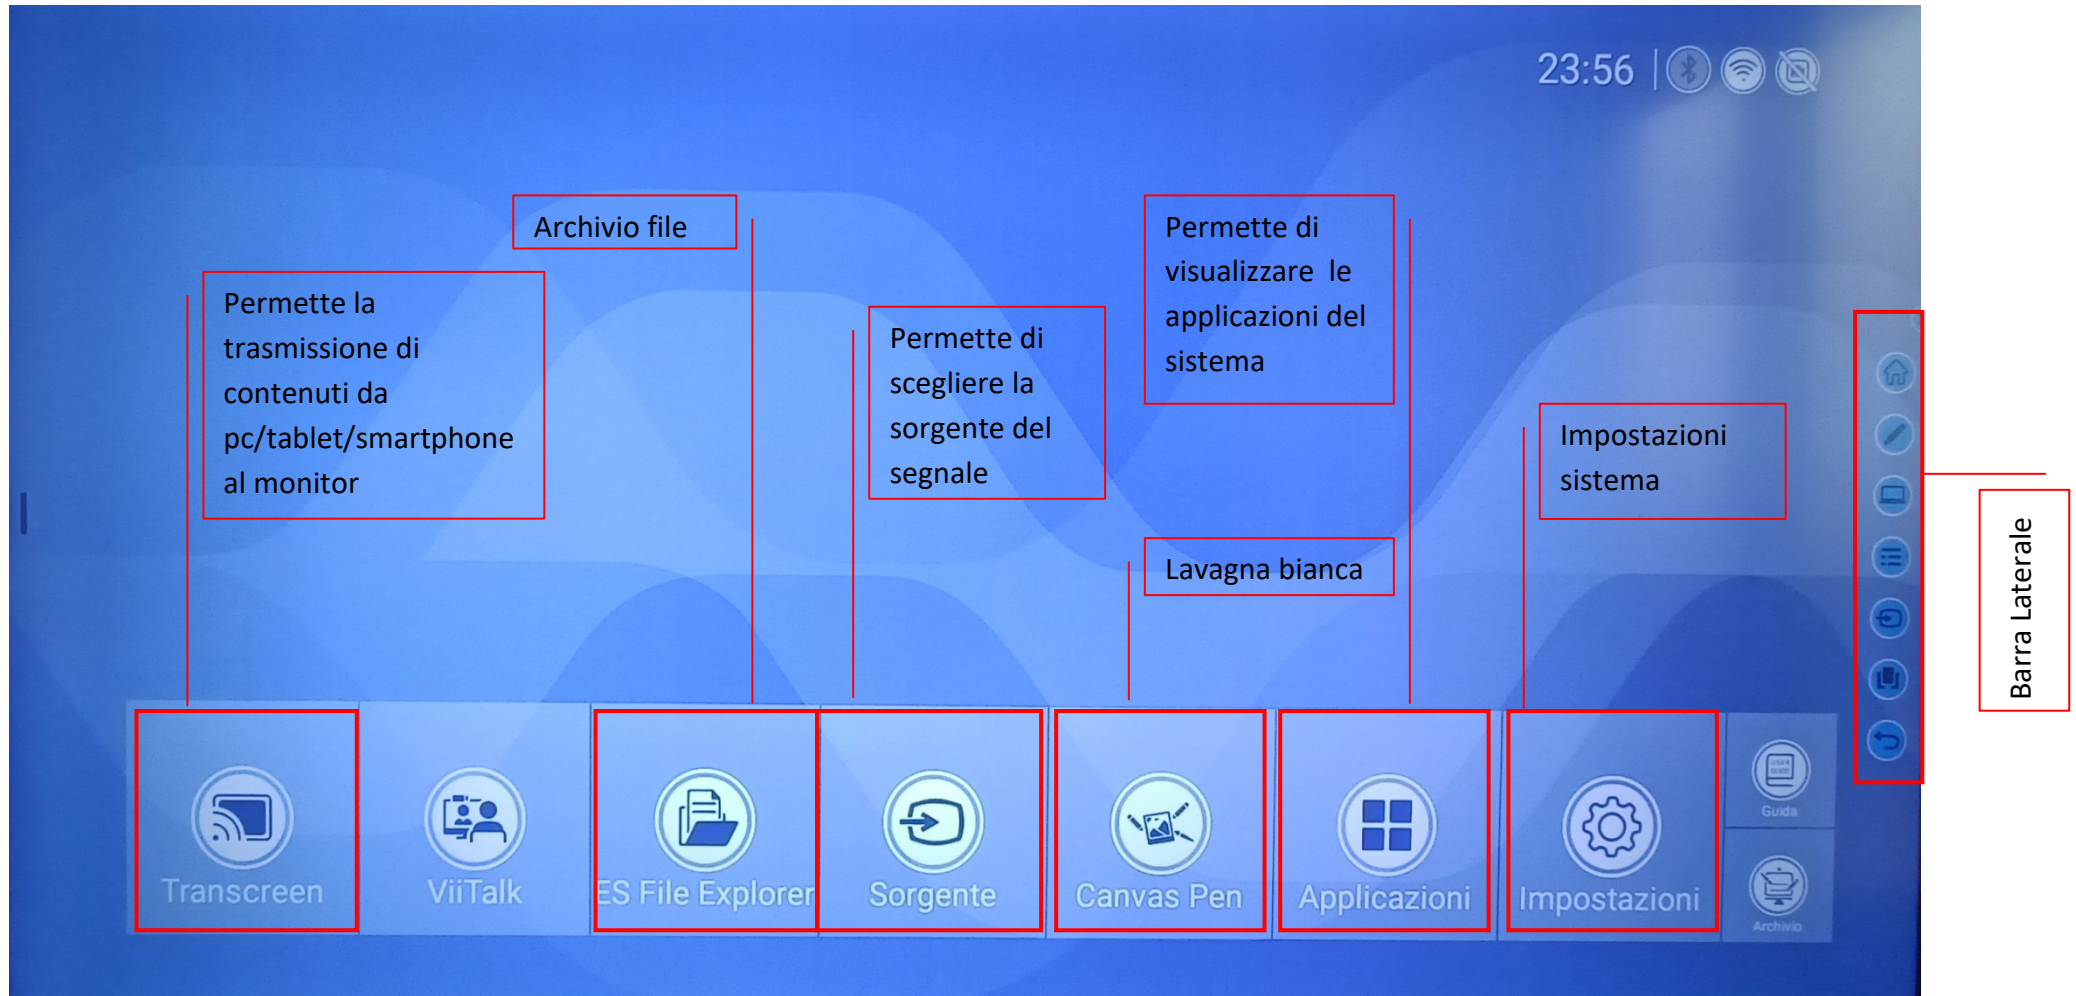 23:56
Archivio file
Permette di
visualizzare le
applicazioni del
sistema
Permette la
trasmissione di
contenuti da
pc/tablet/smartphone
al monitor
Permette di
scegliere la
sorgente del
segnale
Impostazioni
sistema
Lavagna bianca
Barra Laterale
Transcreen
ViiTalk
ES File Explorer
Sorgente
Canvas Pen
Applicazioni
Impostazioni
USER
GUIDE
Guida
Archivio